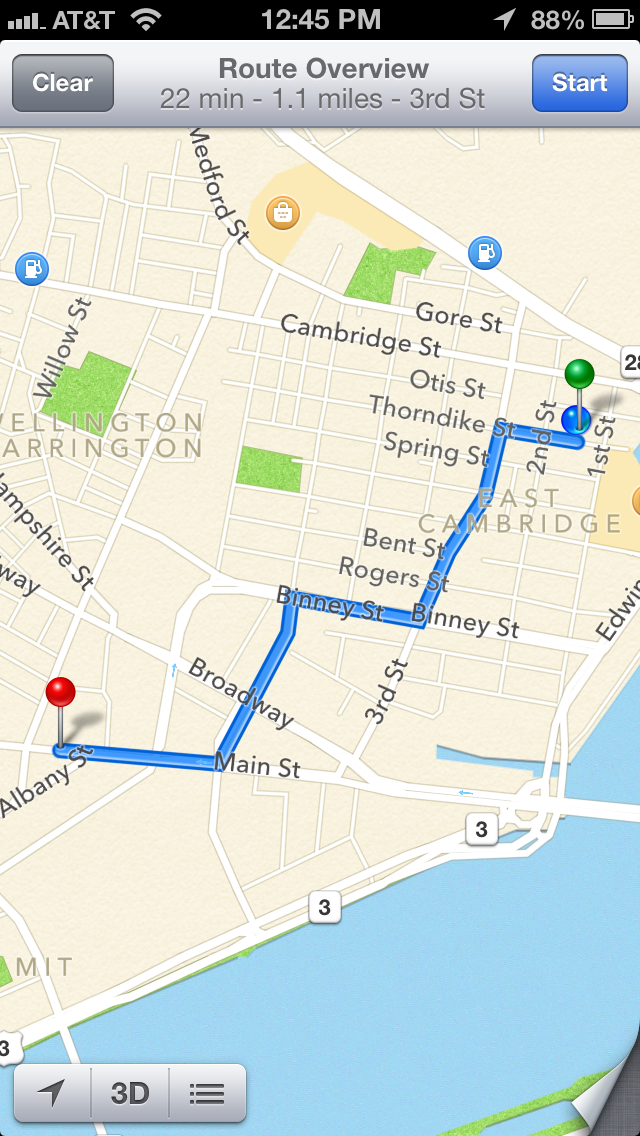 AT&T 12:45 PM 88%
Clear
Route Overview
22 min - 1.1 miles - 3rd St
Start
Medford St
Gore St
Cambridge St
28
Willow St
Otis St
Thorndike St
2nd St
1st St
Spring St
ELLINGTON
ARRINGTON
EAST
CAMBRIDGE
ampshire St
Bent St
Rogers St
way
Binney St
Binney St
Edwin
Broadway
3rd St
Main St
Albany St
3
3
MIT
3
3D